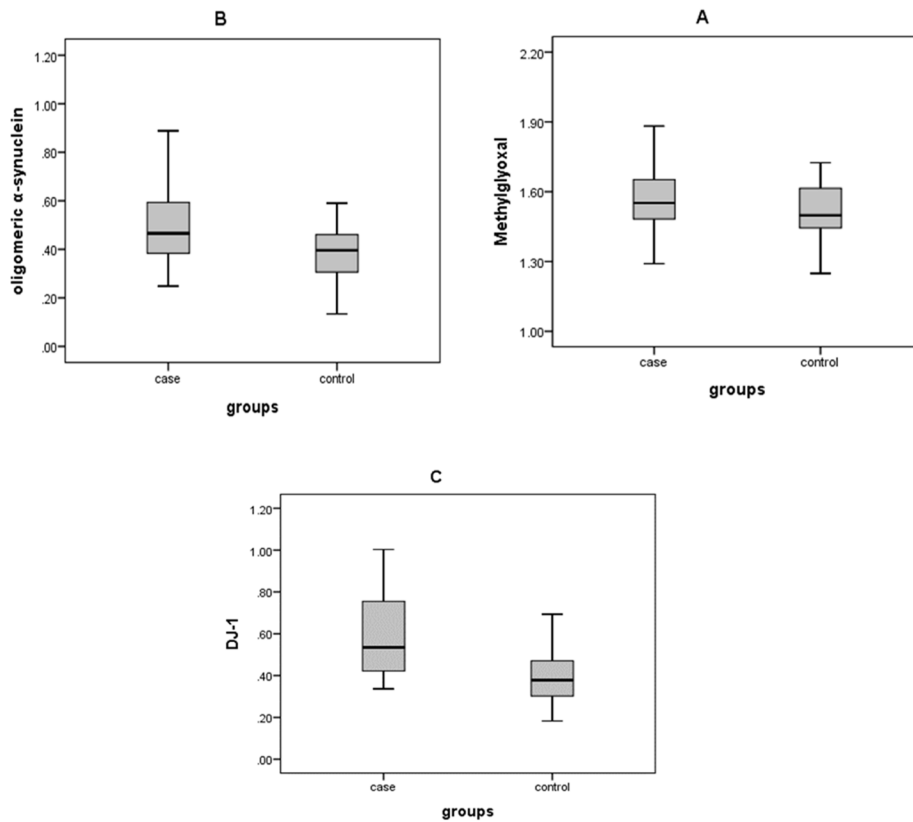 B
1.20
1.00
.80
.60
.40
.20
.00
oligomeric α-synuclein
case control
groups
A
2.20
1.90
1.60
1.30
1.00
Methylglyoxal
case control
groups
C
1.20
1.00
.80
.60
.40
.20
.00
DJ-1
case control
groups